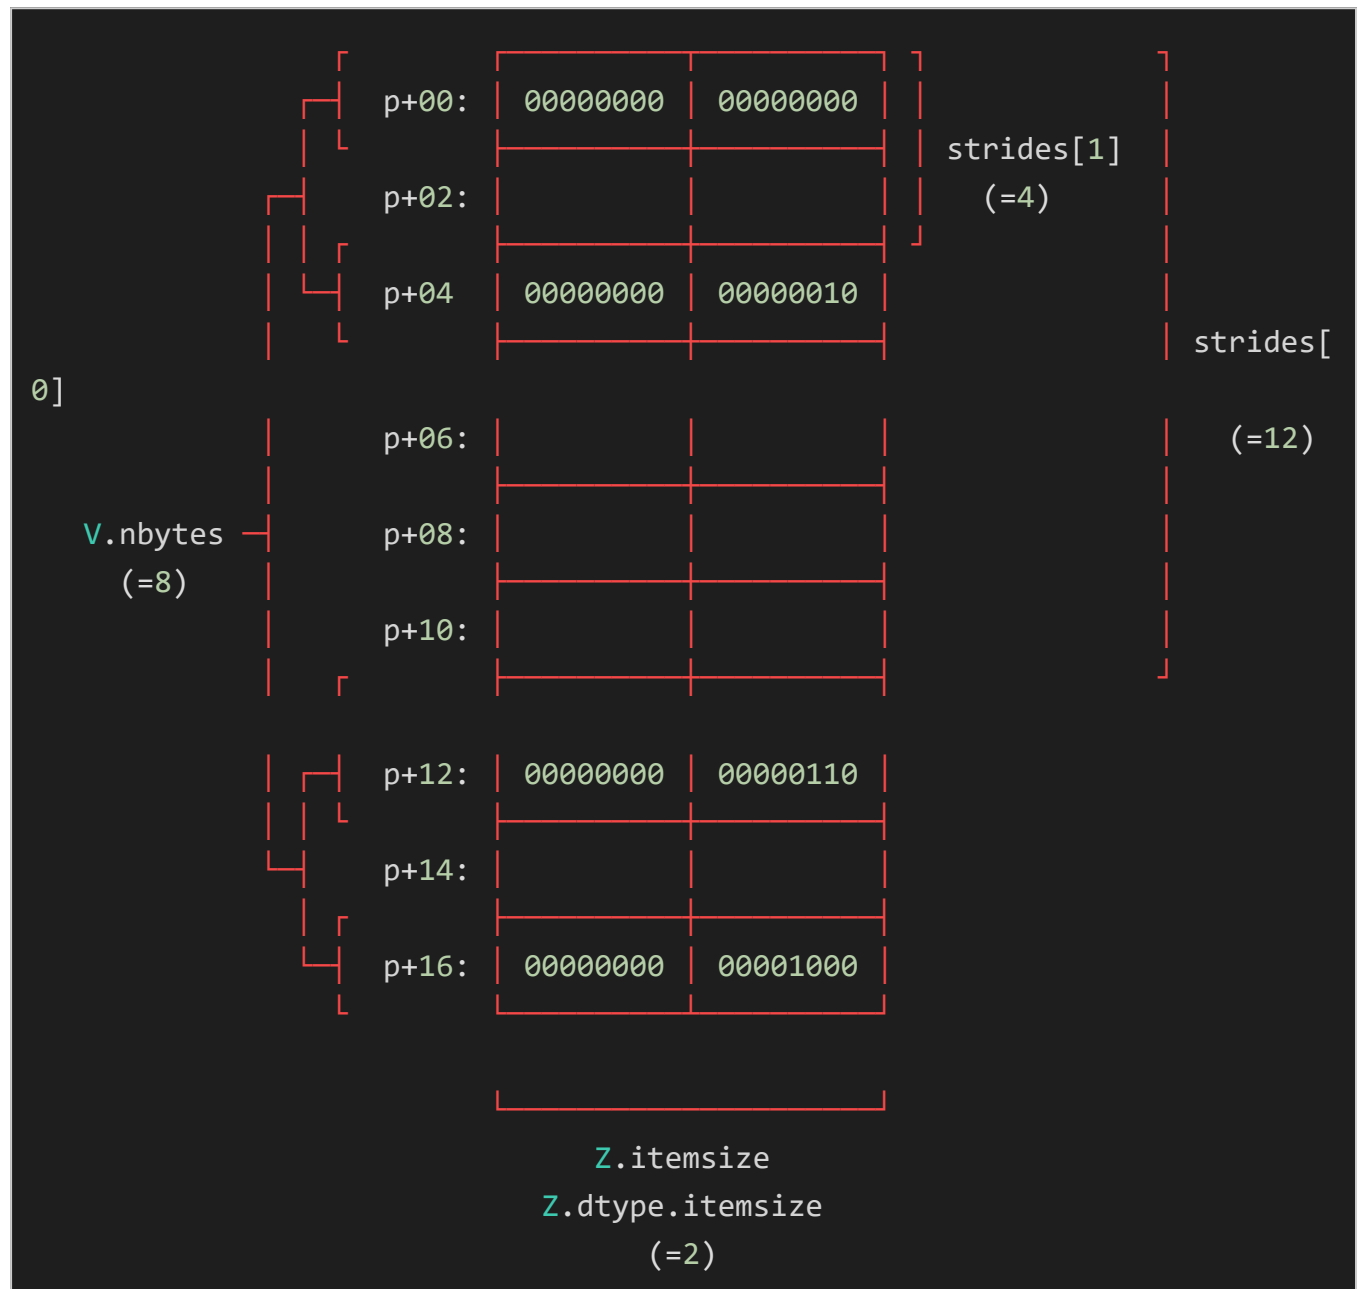 p+00: 00000000 00000000
strides[1]
p+02: (=4)
p+04 00000000 00000010
strides[
0]
p+06: (=12)
V.nbytes p+08:
(=8)
p+10:
p+12: 00000000 00000110
p+14:
p+16: 00000000 00001000
Z.itemsize
Z.dtype.itemsize
(=2)